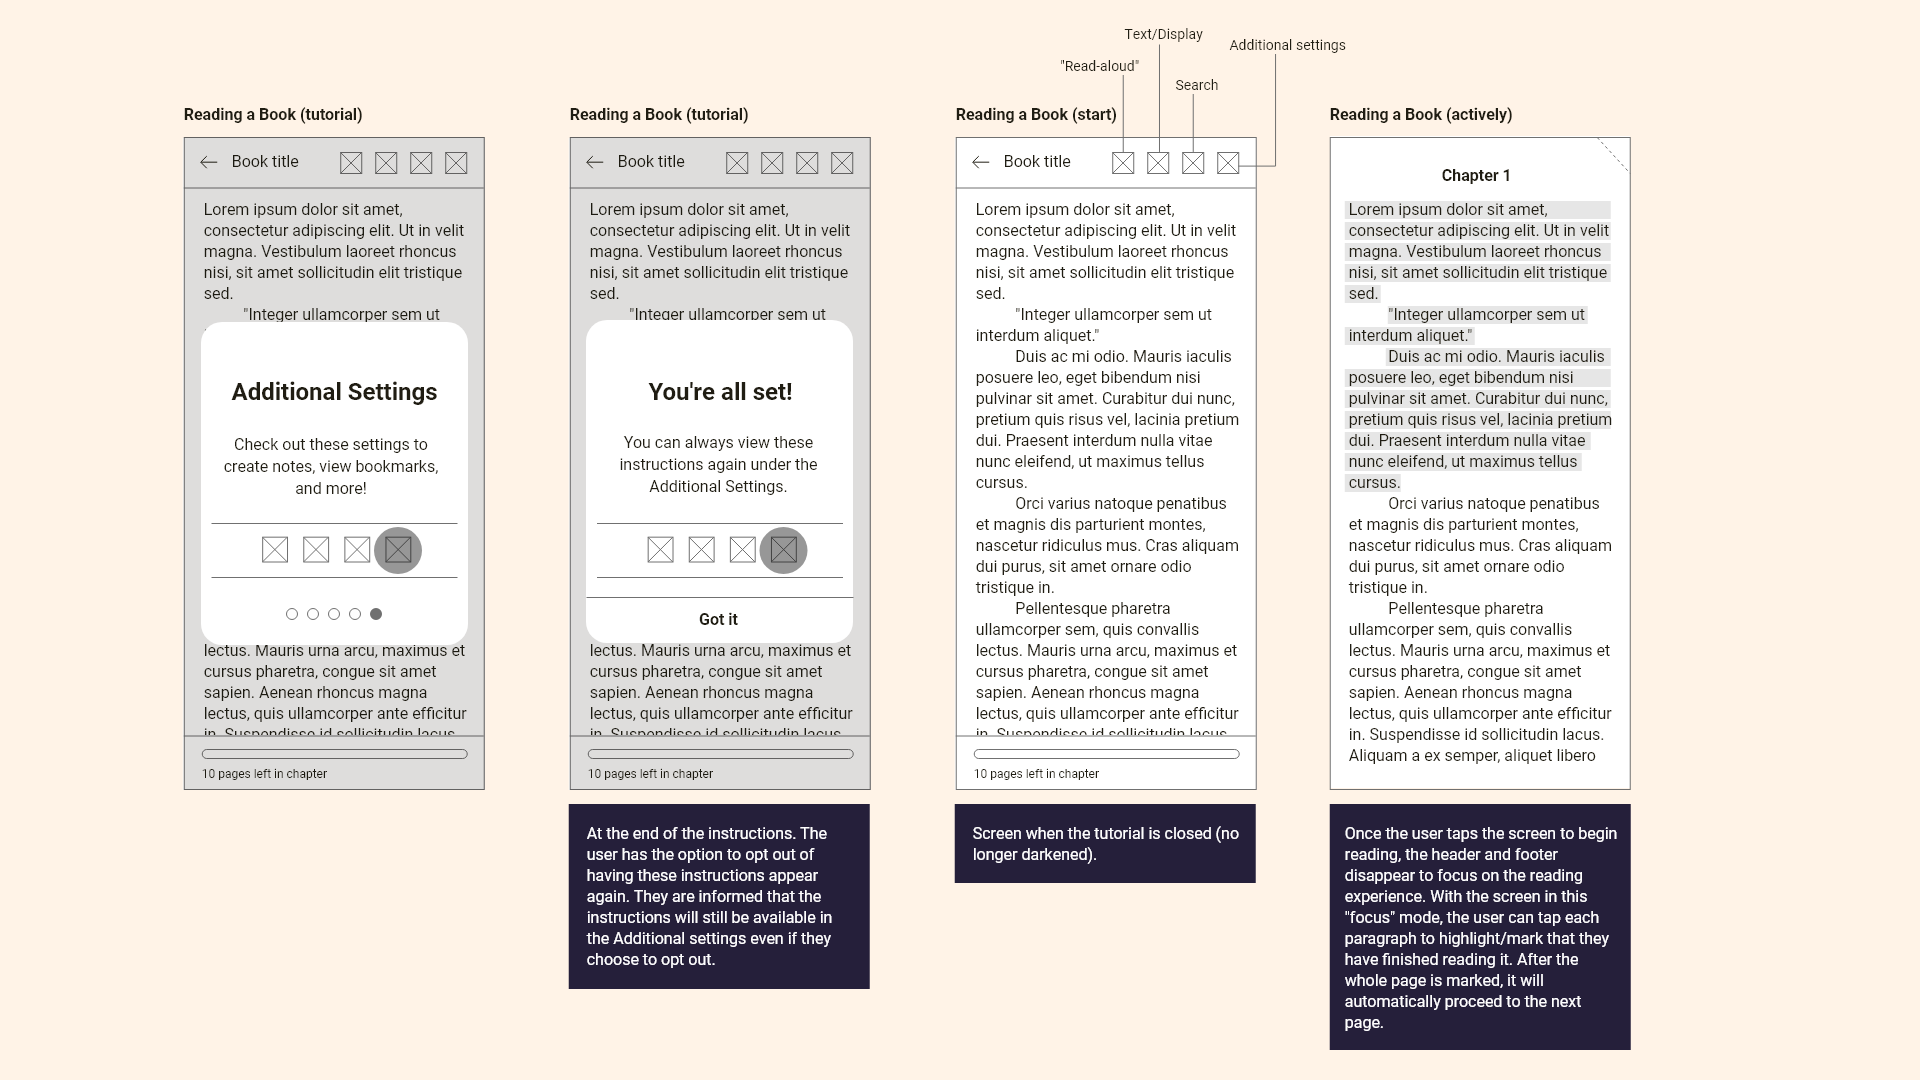 Text/Display
Additional settings
"Read-aloud"
Search
Reading a Book (tutorial)
Book title
Lorem ipsum dolor sit amet,
consectetur adipiscing elit. Ut in velit
magna. Vestibulum laoreet rhoncus
nisi, sit amet sollicitudin elit tristique
sed.
"Integer ullamcorper sem ut
Additional Settings
Check out these settings to
create notes, view bookmarks,
and more!
lectus. Mauris urna arcu, maximus et
cursus pharetra, congue sit amet
sapien. Aenean rhoncus magna
lectus, quis ullamcorper ante efficitur
in. Suspendisse id sollicitudin lacus.
10 pages left in chapter
Reading a Book (tutorial)
Book title
Lorem ipsum dolor sit amet,
consectetur adipiscing elit. Ut in velit
magna. Vestibulum laoreet rhoncus
nisi, sit amet sollicitudin elit tristique
sed.
"Integer ullamcorper sem ut
You're all set!
You can always view these
instructions again under the
Additional Settings.
Got it
lectus. Mauris urna arcu, maximus et
cursus pharetra, congue sit amet
sapien. Aenean rhoncus magna
lectus, quis ullamcorper ante efficitur
in. Suspendisse id sollicitudin lacus.
10 pages left in chapter
At the end of the instructions. The
user has the option to opt out of
having these instructions appear
again. They are informed that the
instructions will still be available in
the Additional settings even if they
choose to opt out.
Reading a Book (start)
Book title
Lorem ipsum dolor sit amet,
consectetur adipiscing elit. Ut in velit
magna. Vestibulum laoreet rhoncus
nisi, sit amet sollicitudin elit tristique
sed.
"Integer ullamcorper sem ut
interdum aliquet."
Duis ac mi odio. Mauris iaculis
posuere leo, eget bibendum nisi
pulvinar sit amet. Curabitur dui nunc,
pretium quis risus vel, lacinia pretium
dui. Praesent interdum nulla vitae
nunc eleifend, ut maximus tellus
cursus.
Orci varius natoque penatibus
et magnis dis parturient montes,
nascetur ridiculus mus. Cras aliquam
dui purus, sit amet ornare odio
tristique in.
Pellentesque pharetra
ullamcorper sem, quis convallis
lectus. Mauris urna arcu, maximus et
cursus pharetra, congue sit amet
sapien. Aenean rhoncus magna
lectus, quis ullamcorper ante efficitur
in. Suspendisse id sollicitudin lacus.
10 pages left in chapter
Screen when the tutorial is closed (no
longer darkened).
Reading a Book (actively)
Chapter 1
Lorem ipsum dolor sit amet,
consectetur adipiscing elit. Ut in velit
magna. Vestibulum laoreet rhoncus
nisi, sit amet sollicitudin elit tristique
sed.
"Integer ullamcorper sem ut
interdum aliquet."
Duis ac mi odio. Mauris iaculis
posuere leo, eget bibendum nisi
pulvinar sit amet. Curabitur dui nunc,
pretium quis risus vel, lacinia pretium
dui. Praesent interdum nulla vitae
nunc eleifend, ut maximus tellus
cursus.
Orci varius natoque penatibus
et magnis dis parturient montes,
nascetur ridiculus mus. Cras aliquam
dui purus, sit amet ornare odio
tristique in.
Pellentesque pharetra
ullamcorper sem, quis convallis
lectus. Mauris urna arcu, maximus et
cursus pharetra, congue sit amet
sapien. Aenean rhoncus magna
lectus, quis ullamcorper ante efficitur
in. Suspendisse id sollicitudin lacus.
Aliquam a ex semper, aliquet libero
Once the user taps the screen to begin
reading, the header and footer
disappear to focus on the reading
experience. With the screen in this
"focus" mode, the user can tap each
paragraph to highlight/mark that they
have finished reading it. After the
whole page is marked, it will
automatically proceed to the next
page.